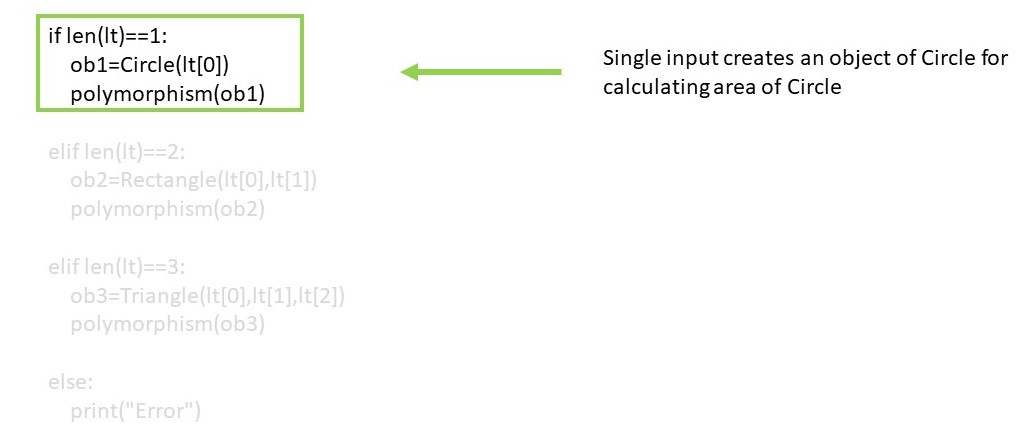 if len(lt)==1:
ob1=Circle(lt[0])
polymorphism(ob1)
Single input creates an object of Circle for
calculating area of Circle
elif len(lt)==2:
ob2=Rectangle(lt[0],lt[1])
polymorphism(ob2)
elif len(lt)==3:
ob3=Triangle(lt[0],lt[1],lt[2])
polymorphism(ob3)
else:
print("Error")